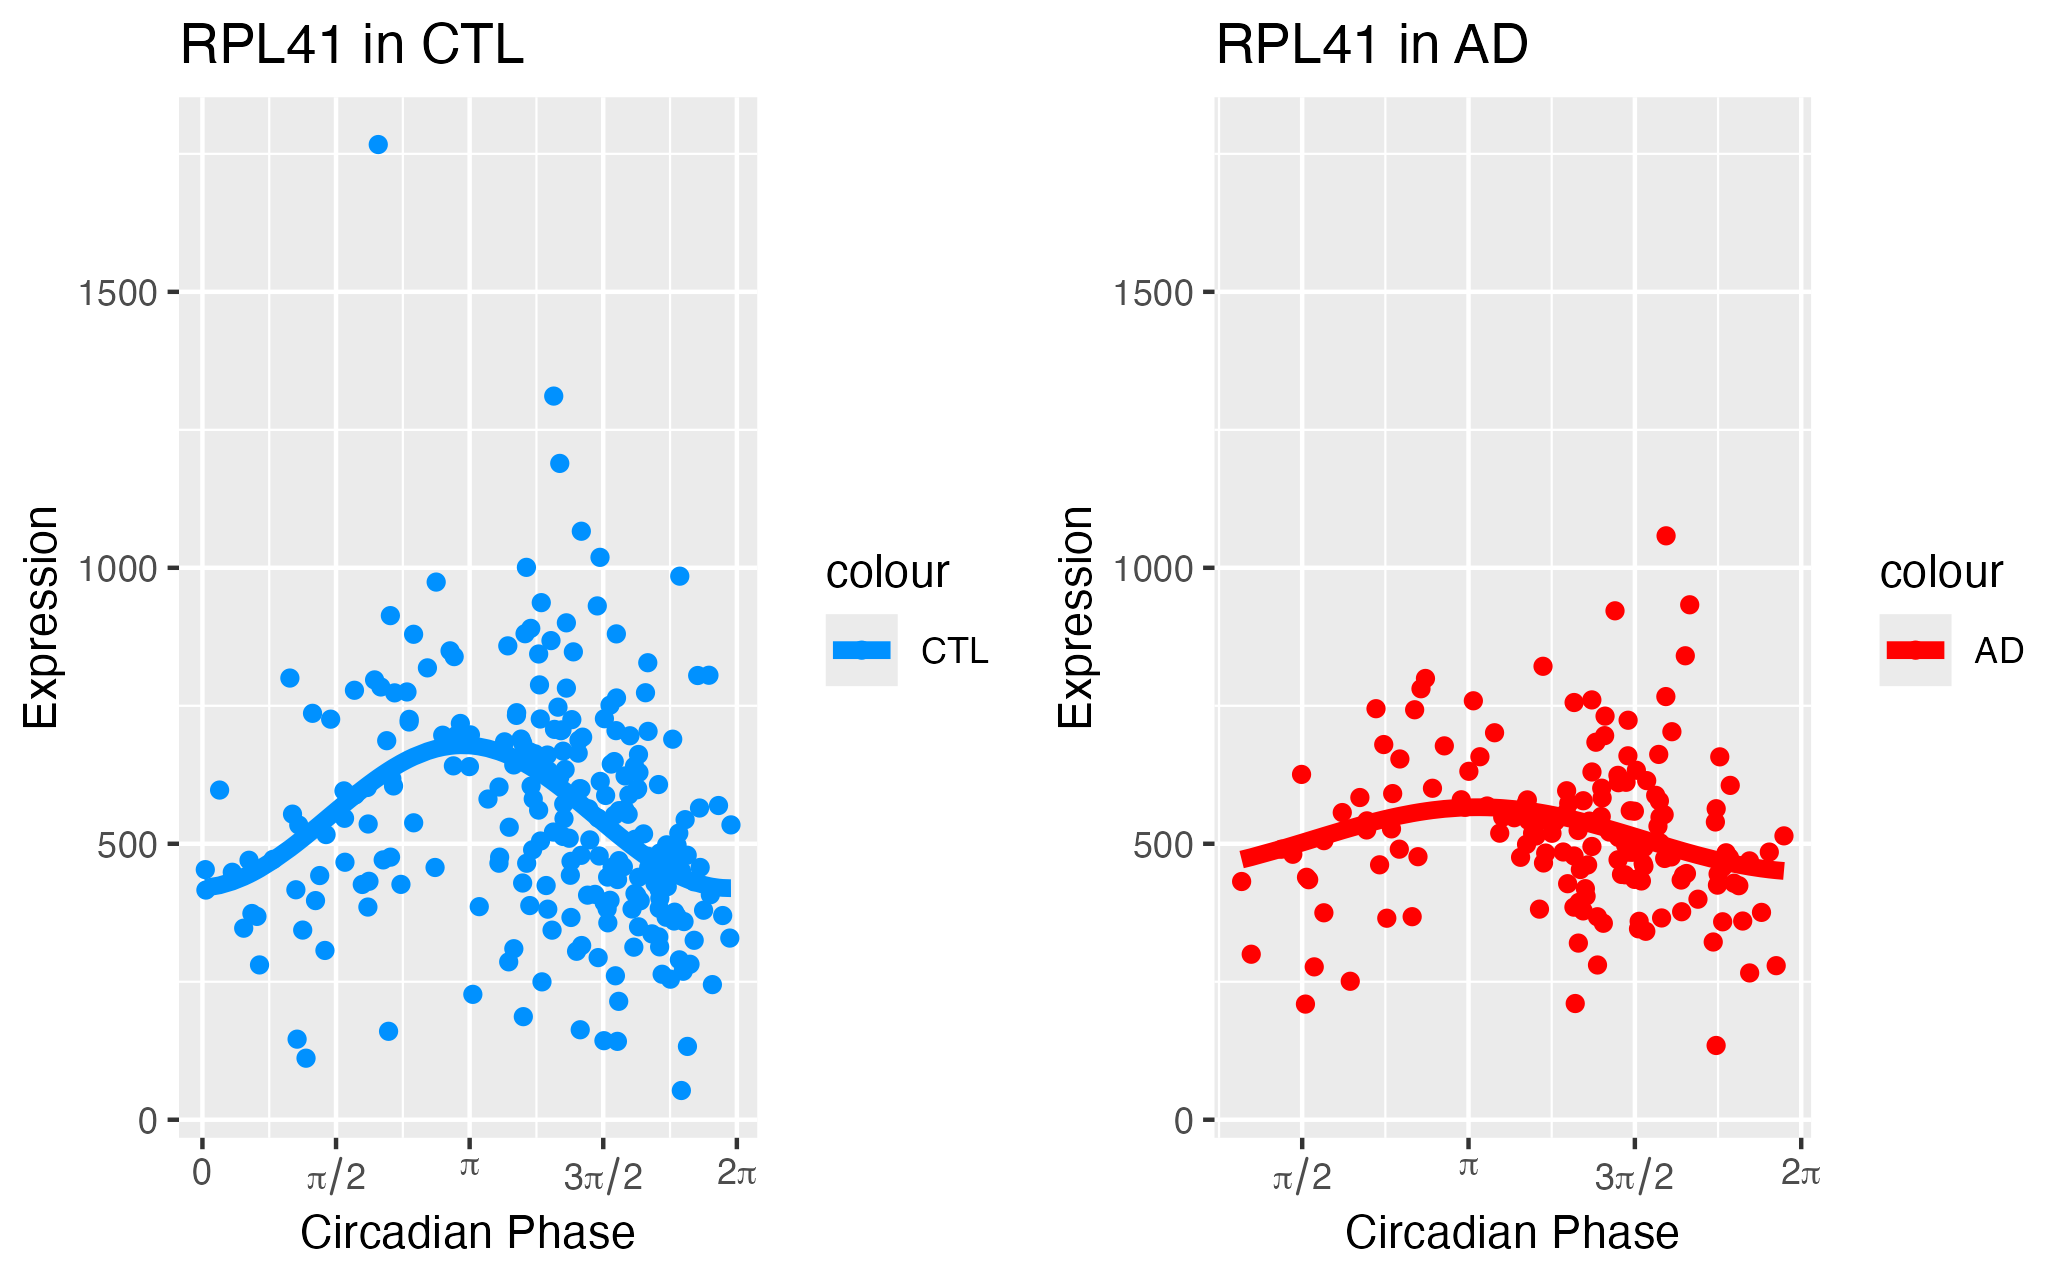 RPL41 in CTL
Expression
1500
1000
500
0
0 π/2 π 3π/2 2π
Circadian Phase
colour
CTL
RPL41 in AD
Expression
1500
1000
500
0
π/2 π 3π/2 2π
Circadian Phase
colour
AD